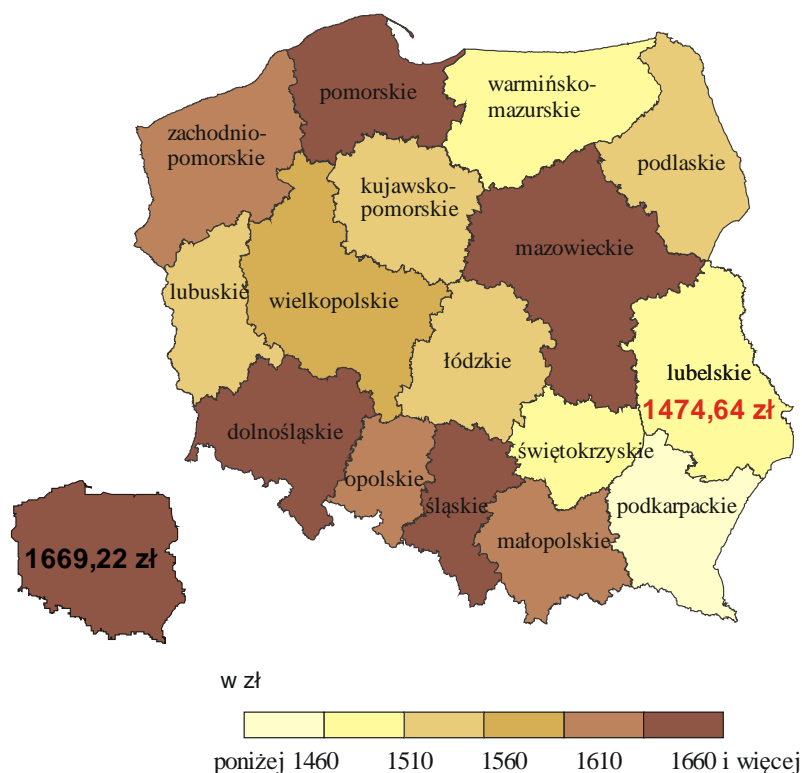 pomorskie
warmińsko-
mazurskie
zachodnio-
pomorskie
podlaskie
kujawsko-
pomorskie
mazowieckie
lubuskie
wielkopolskie
łódzkie
lubelskie
1474,64 zł
dolnośląskie
świętokrzyskie
opolskie
śląskie
podkarpackie
małopolskie
1669,22 zł
w zł
poniżej 1460 1510 1560 1610 1660 i więcej